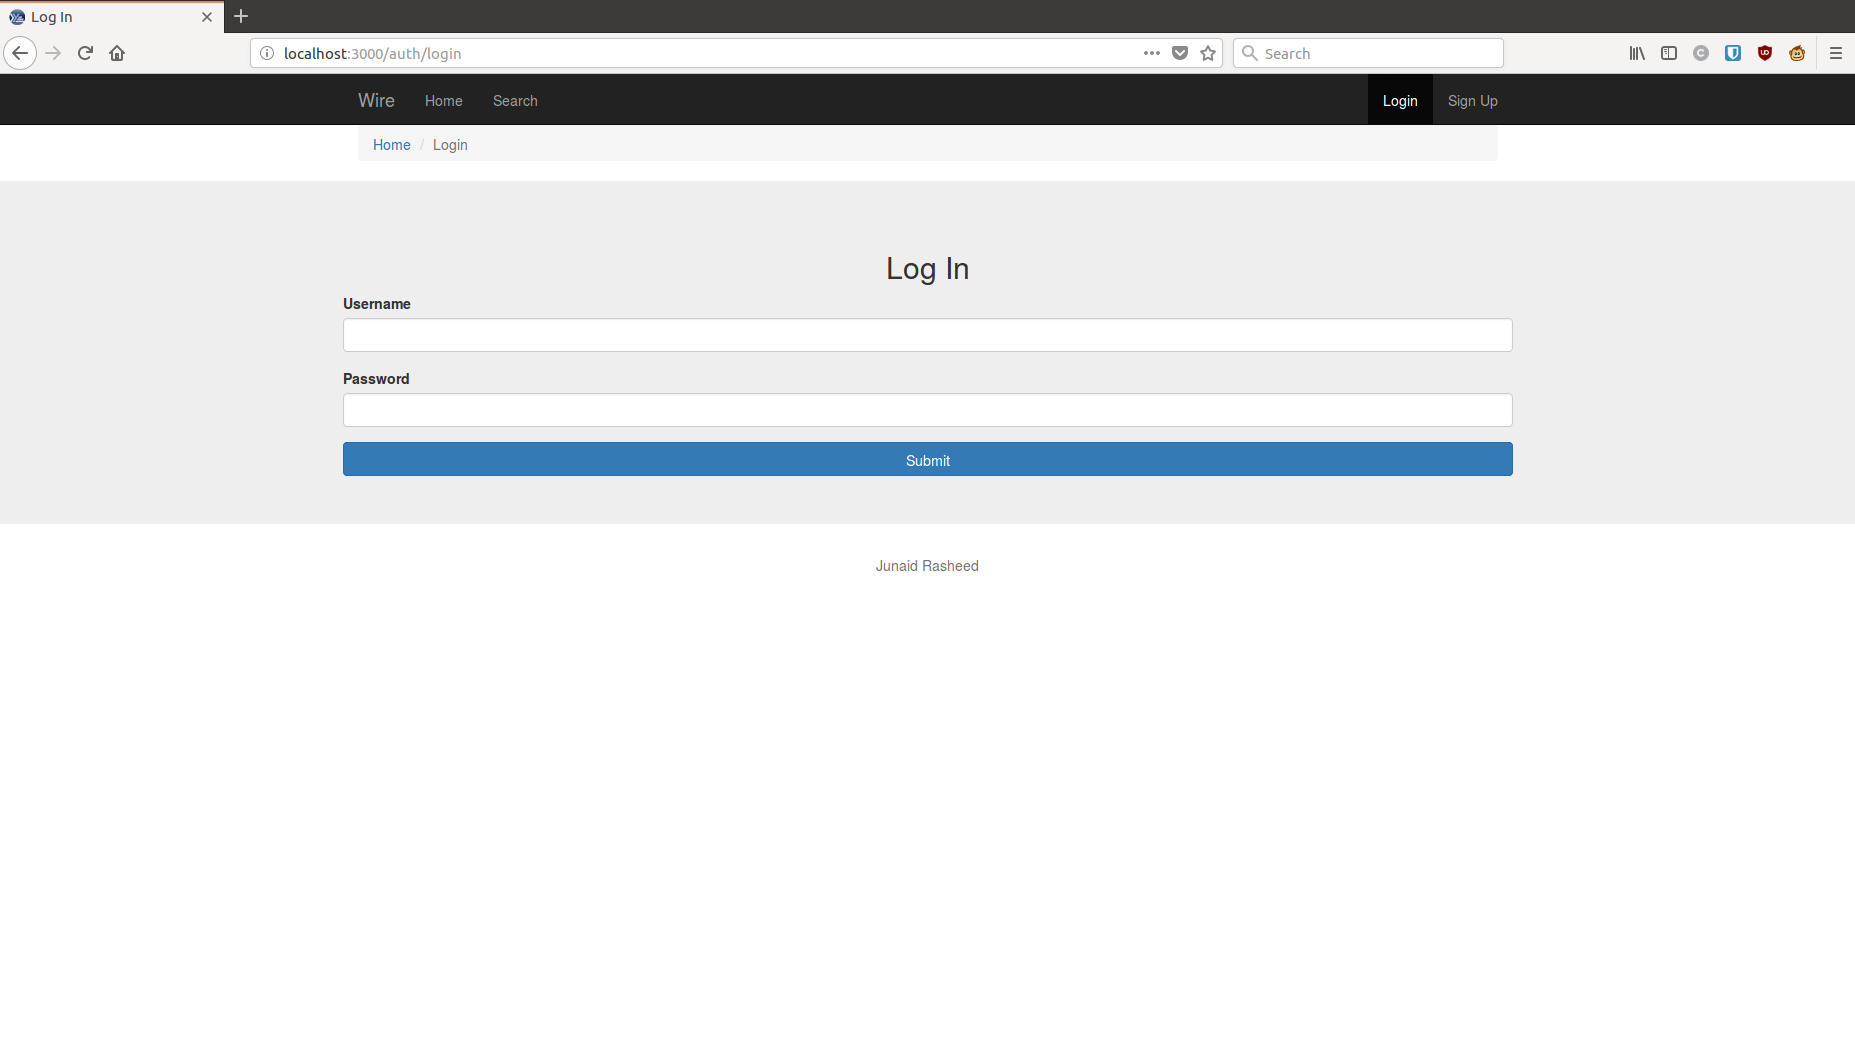 Log In
localhost:3000/auth/login
Search
Wire Home Search Login Sign Up
Home / Login
Log In
Username
Password
Submit
Junaid Rasheed